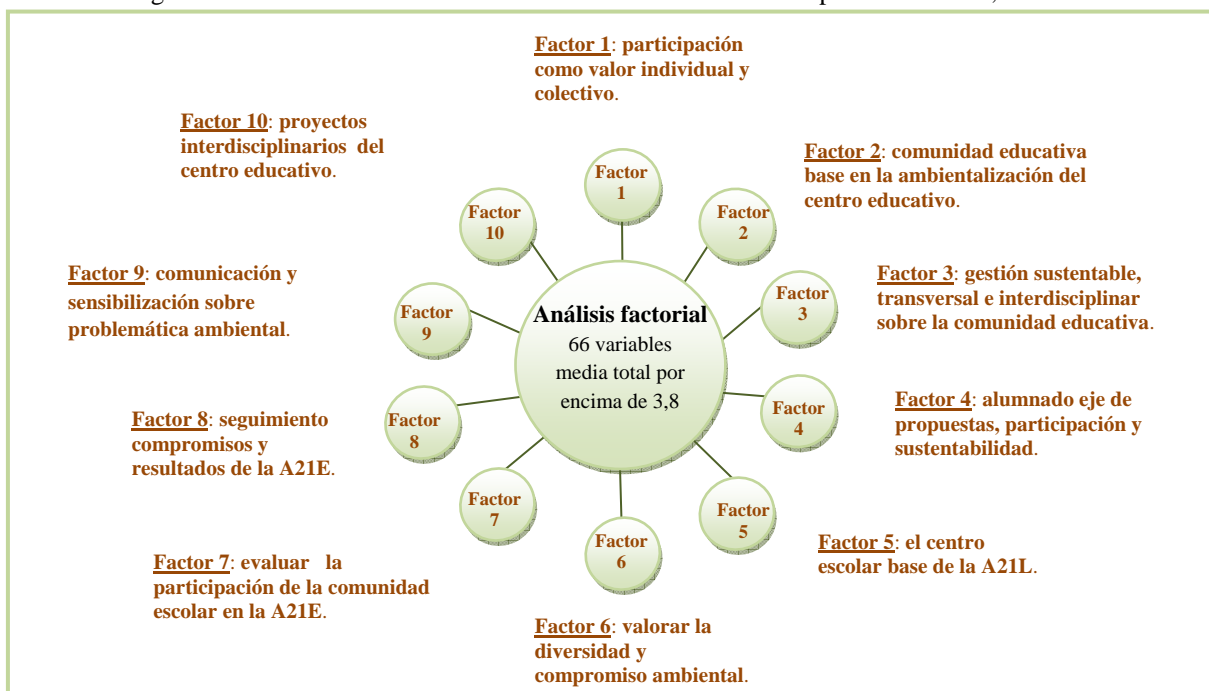 Factor 1: participación
como valor individual y
colectivo.
Factor 10: proyectos
interdisciplinarios del
centro educativo.
Factor 2: comunidad educativa
base en la ambientalización del
centro educativo.
Factor
1
Factor
10
Factor
2
Factor 9: comunicación y
sensibilización sobre
problemática ambiental.
Factor 3: gestión sustentable,
transversal e interdisciplinar
sobre la comunidad educativa.
Factor
9
Factor
3
Análisis factorial
66 variables
media total por
encima de 3,8
Factor 8: seguimiento
compromisos y
resultados de la A21E.
Factor
8
Factor
4
Factor 4: alumnado eje de
propuestas, participación y
sustentabilidad.
Factor
7
Factor
6
Factor
5
Factor 7: evaluar la
participación de la comunidad
escolar en la A21E.
Factor 5: el centro
escolar base de la A21L.
Factor 6: valorar la
diversidad y
compromiso ambiental.